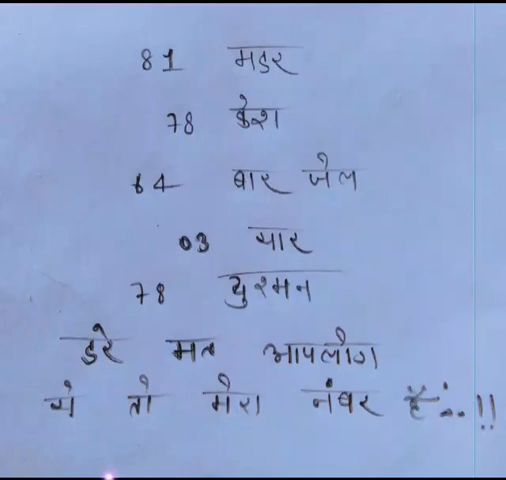 81 मडर
78 केश
64 बार जेल
03 यार
78 दुश्मन
डरे मत आपलोग
ये तो मेरा नंबर है...!!